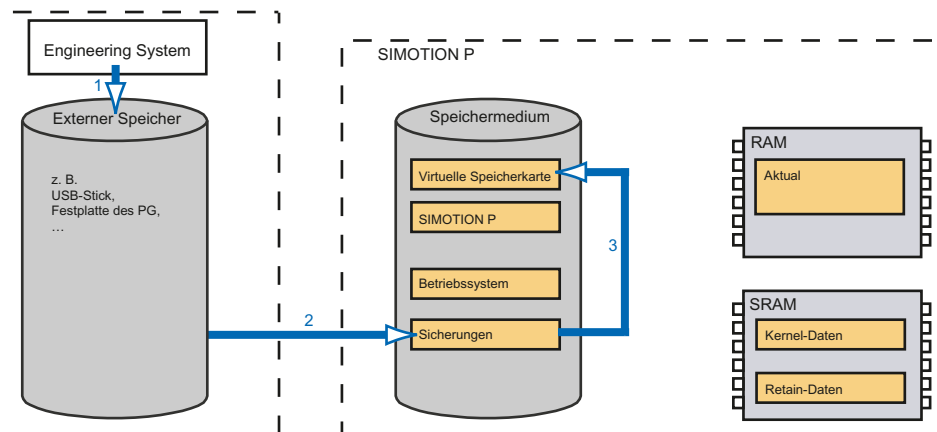 Engineering System
SIMOTION P
1
Externer Speicher
z. B.
USB-Stick,
Festplatte des PG,
...
2
Speichermedium
Virtuelle Speicherkarte
SIMOTION P
Betriebssystem
Sicherungen
3
RAM
Aktual
SRAM
Kernel-Daten
Retain-Daten